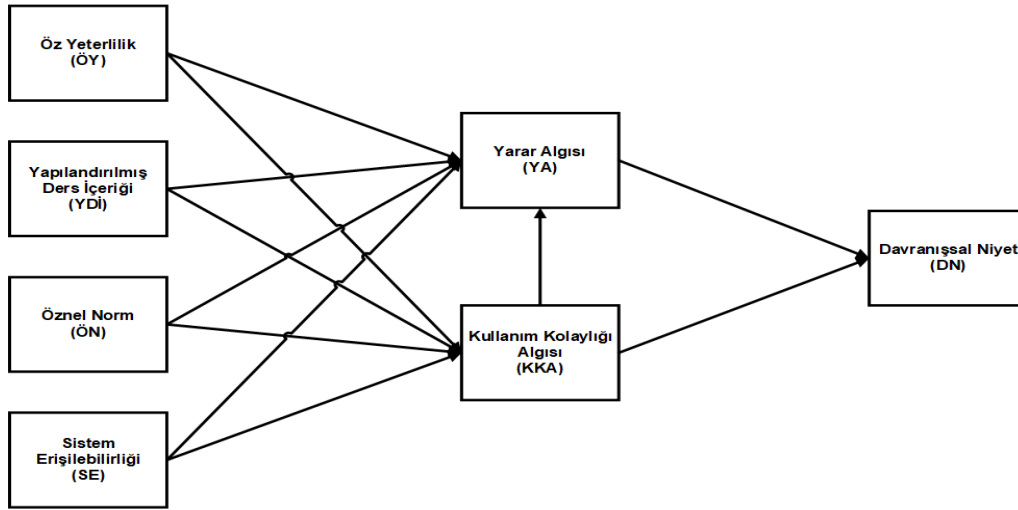 Öz Yeterlilik
(ÖY)
Yapılandırılmış
Ders İçeriği
(YDİ)
Öznel Norm
(ÖN)
Sistem
Erişilebilirliği
(SE)
Yarar Algısı
(YA)
Kullanım Kolaylığı
Algısı
(KKA)
Davranışsal Niyet
(DN)